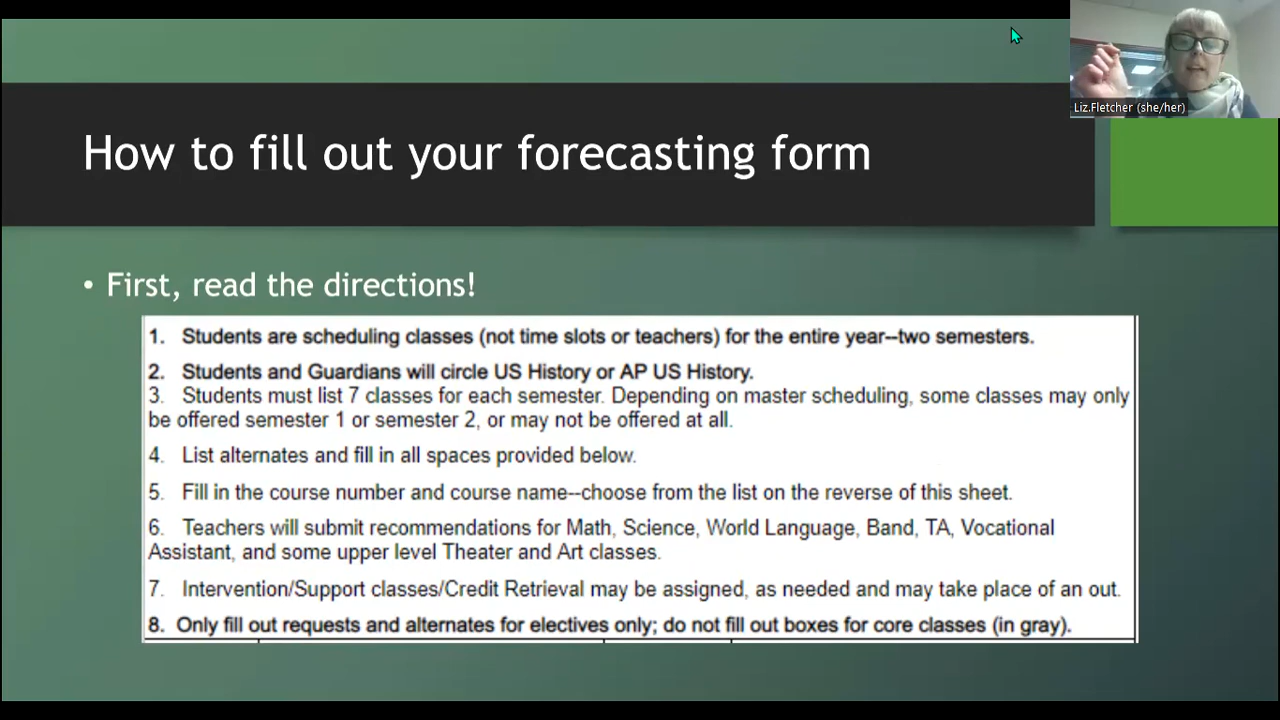 Liz.Fletcher (she/her)
How to fill out your forecasting form
• First, read the directions!
1. Students are scheduling classes (not time slots or teachers) for the entire year--two semesters.
2. Students and Guardians will circle US History or AP US History.
3. Students must list 7 classes for each semester. Depending on master scheduling, some classes may only
be offered semester 1 or semester 2, or may not be offered at all.
4. List alternates and fill in all spaces provided below.
5. Fill in the course number and course name--choose from the list on the reverse of this sheet.
6. Teachers will submit recommendations for Math, Science, World Language, Band, TA, Vocational
Assistant, and some upper level Theater and Art classes.
7. Intervention/Support classes/Credit Retrieval may be assigned, as needed and may take place of an out.
8. Only fill out requests and alternates for electives only; do not fill out boxes for core classes (in gray).